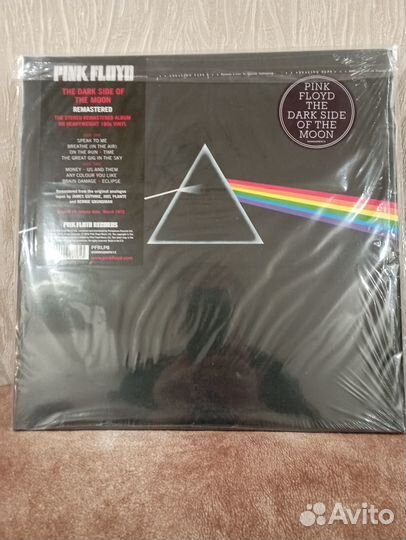 PINK FLOYD
THE DARK SIDE OF
THE MOON
REMASTERED
THE STEREO REMASTERED ALBUM
ON HEAVYWEIGHT 180g VINYL
SPEAK TO ME
BREATHE (IN THE AIR)
ON THE RUN · TIME
THE GREAT GIG IN THE SKY
MONEY · US AND THEM
ANY COLOUR YOU LIKE
BRAIN DAMAGE · ECLIPSE
Remastered from the original analogue
tapes by JAMES GUTHRIE, JOEL PLANTE
and BERNIE GRUNDMAN
PINK FLOYD RECORDS
PFRLP8
www.pinkfloyd.com
PINK
FLOYD
THE
DARK SIDE
OF THE
MOON
Avito